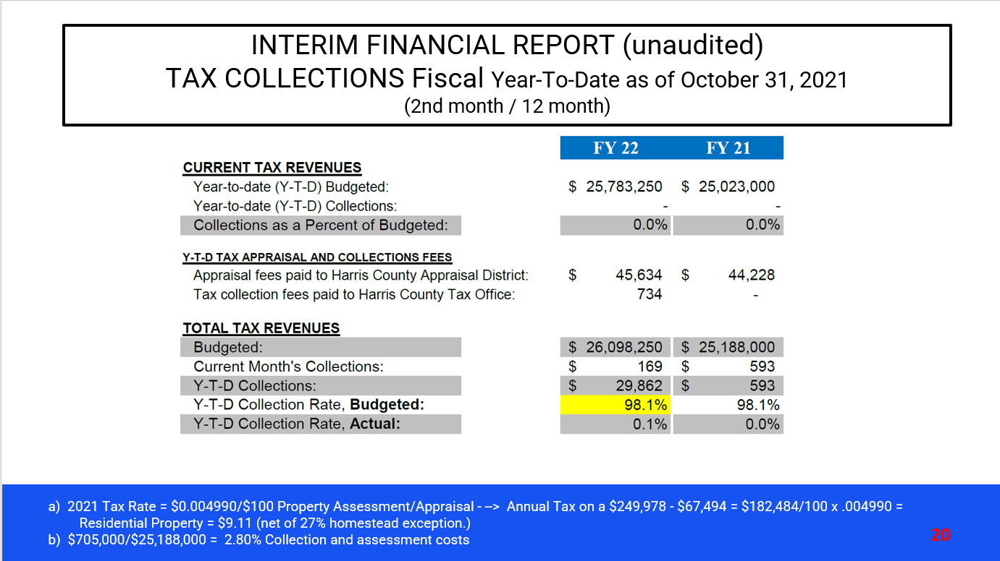 INTERIM FINANCIAL REPORT (unaudited)
TAX COLLECTIONS Fiscal Year-To-Date as of October 31, 2021
(2nd month / 12 month)
FY 22 FY 21
CURRENT TAX REVENUES
Year-to-date (Y-T-D) Budgeted: $ 25,783,250 $ 25,023,000
Year-to-date (Y-T-D) Collections: - -
Collections as a Percent of Budgeted: 0.0% 0.0%
Y-T-D TAX APPRAISAL AND COLLECTIONS FEES
Appraisal fees paid to Harris County Appraisal District: $ 45,634 $ 44,228
Tax collection fees paid to Harris County Tax Office: 734 -
TOTAL TAX REVENUES
Budgeted: $ 26,098,250 $ 25,188,000
Current Month's Collections: $ 169 $ 593
Y-T-D Collections: $ 29,862 $ 593
Y-T-D Collection Rate, Budgeted: 98.1% 98.1%
Y-T-D Collection Rate, Actual: 0.1% 0.0%
a) 2021 Tax Rate = $0.004990/$100 Property Assessment/Appraisal - --> Annual Tax on a $249,978 - $67,494 = $182,484/100 x .004990 =
Residential Property = $9.11 (net of 27% homestead exception.)
b) $705,000/$25,188,000 = 2.80% Collection and assessment costs
20